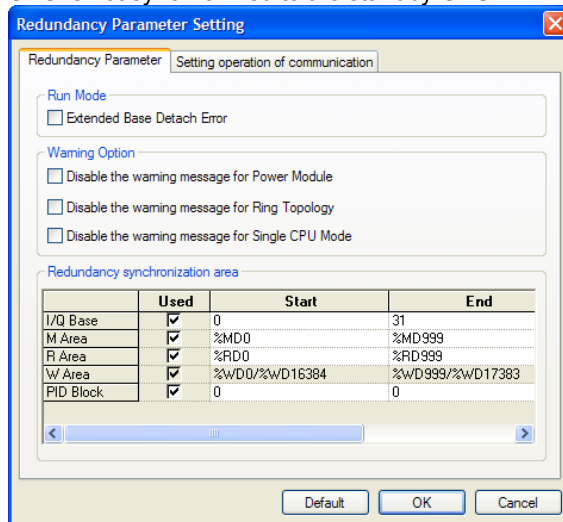 Redundancy Parameter Setting
Redundancy Parameter Setting operation of communication
Run Mode
Extended Base Detach Error
Warning Option
Disable the warning message for Power Module
Disable the warning message for Ring Topology
Disable the warning message for Single CPU Mode
Redundancy synchronization area
Used Start End
I/Q Base 0 31
M Area %MD0 %MD999
R Area %RD0 %RD999
W Area %WD0/%WD16384 %WD999/%WD17383
PID Block 0 0
Default OK Cancel